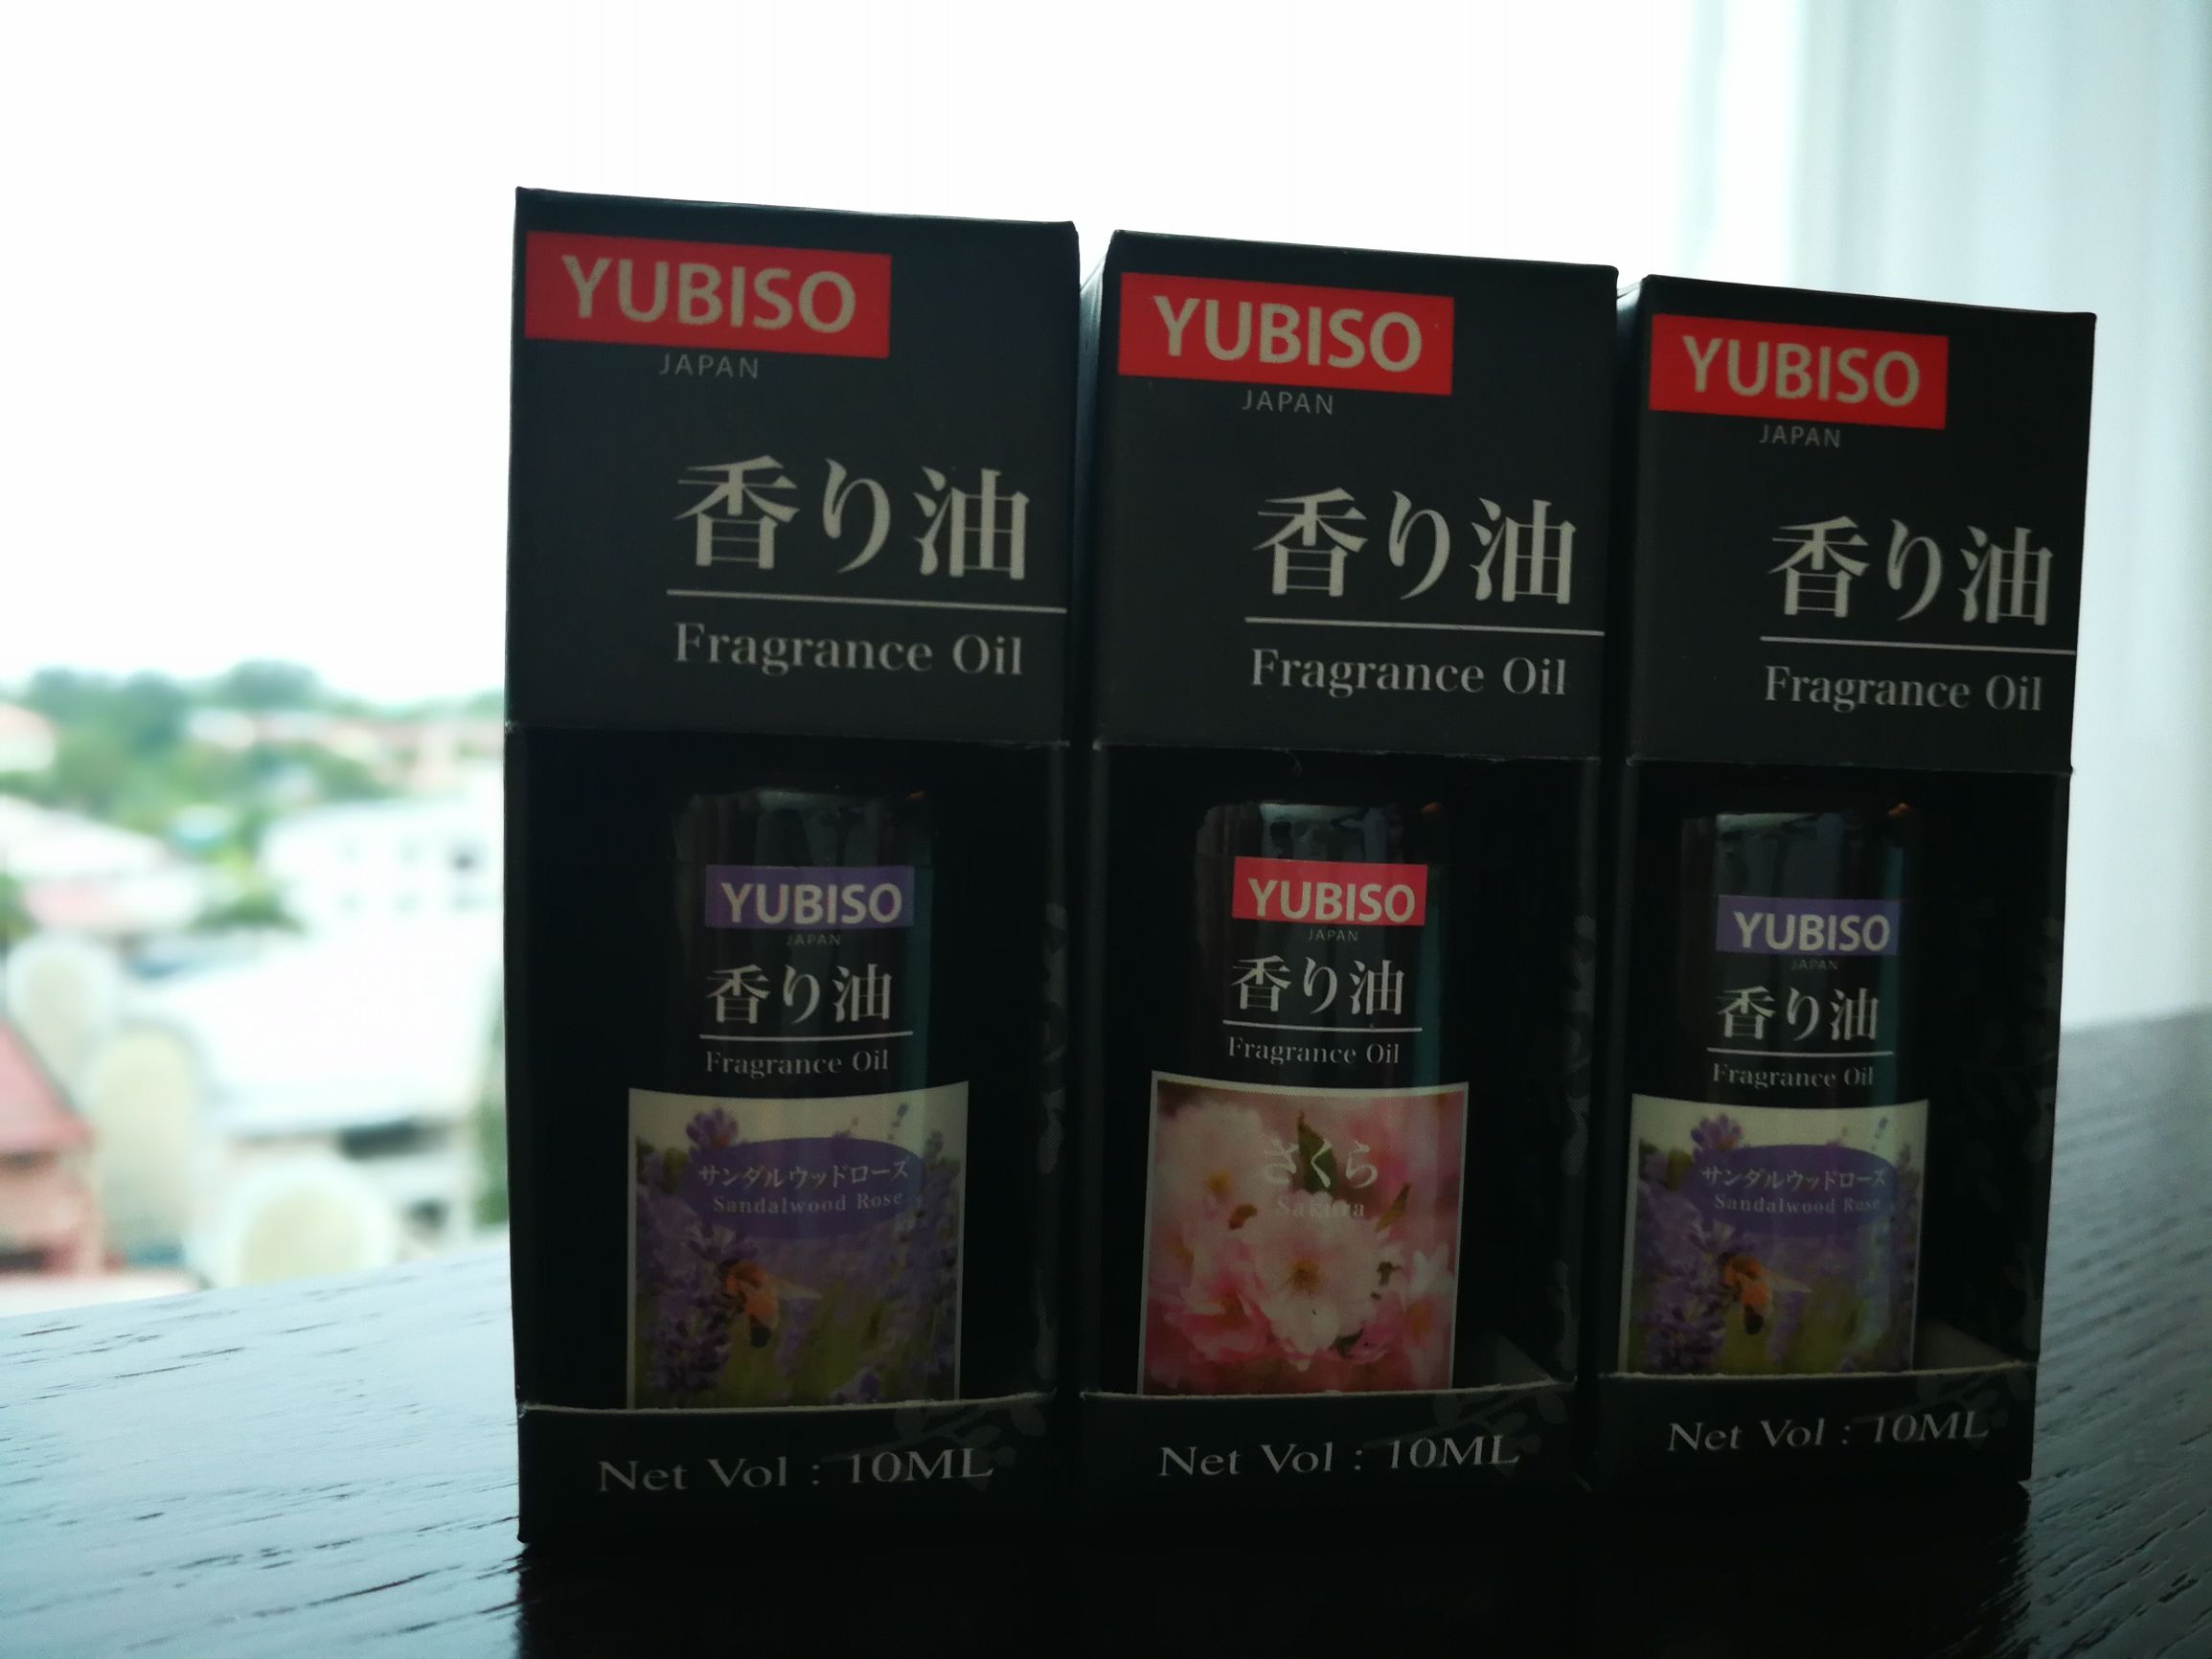 YUBISO
JAPAN
香り油
Fragrance Oil
YUBISO
JAPAN
香り油
Fragrance Oil
サンダルウッドローズ
Sandalwood Rose
Net Vol : 10ML
YUBISO
JAPAN
香り油
Fragrance Oil
YUBISO
JAPAN
香り油
Fragrance Oil
さくら
Sakura
Net Vol : 10ML
YUBISO
JAPAN
香り油
Fragrance Oil
YUBISO
JAPAN
香り油
Fragrance Oil
サンダルウッドローズ
Sandalwood Rose
Net Vol : 10ML